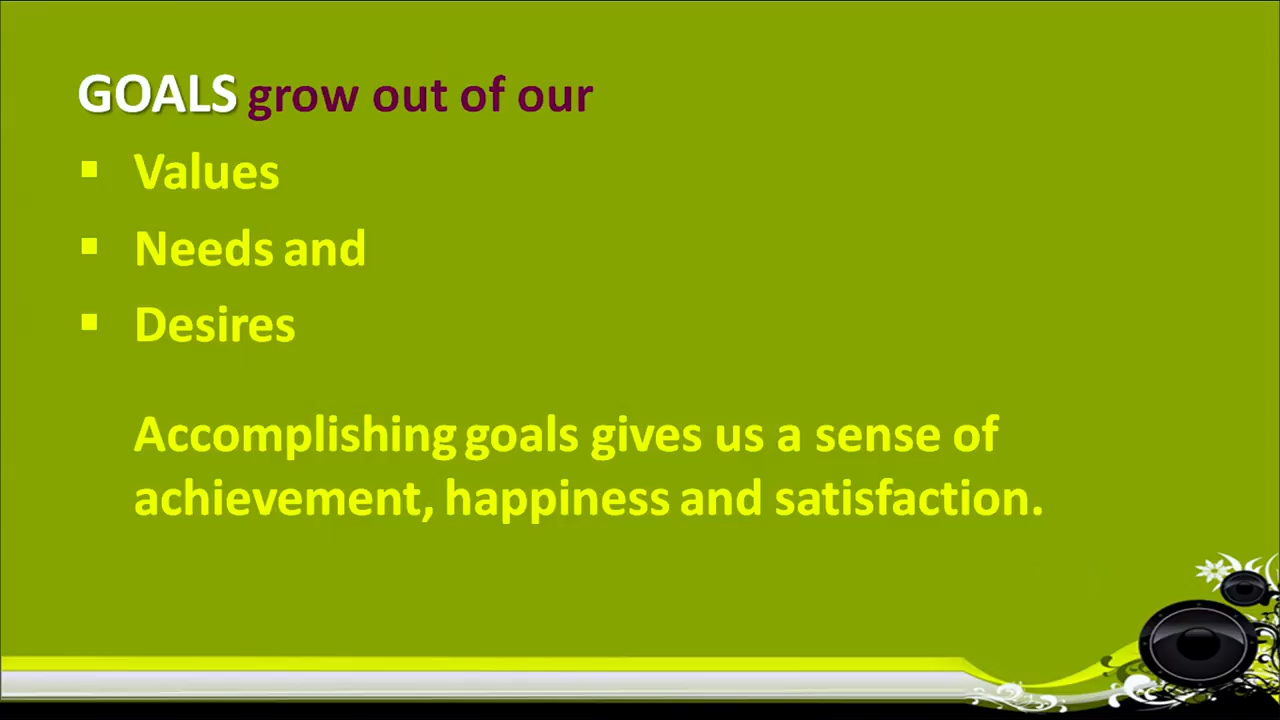 GOALS grow out of our
▪ Values
▪ Needs and
▪ Desires
Accomplishing goals gives us a sense of
achievement, happiness and satisfaction.